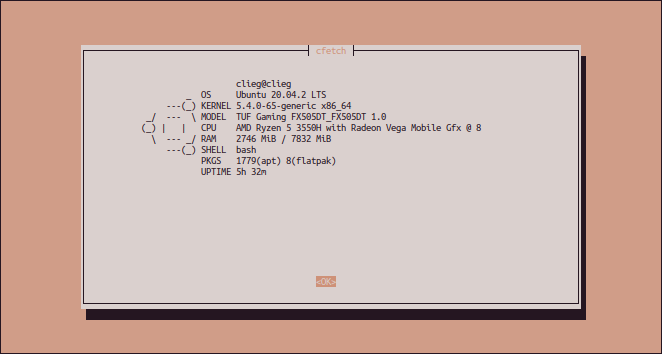 cfetch
clieg@clieg
OS Ubuntu 20.04.2 LTS
KERNEL 5.4.0-65-generic x86_64
MODEL TUF Gaming FX505DT_FX505DT 1.0
CPU AMD Ryzen 5 3550H with Radeon Vega Mobile Gfx @ 8
RAM 2746 MiB / 7832 MiB
SHELL bash
PKGS 1779(apt) 8(flatpak)
UPTIME 5h 32m
<OK>